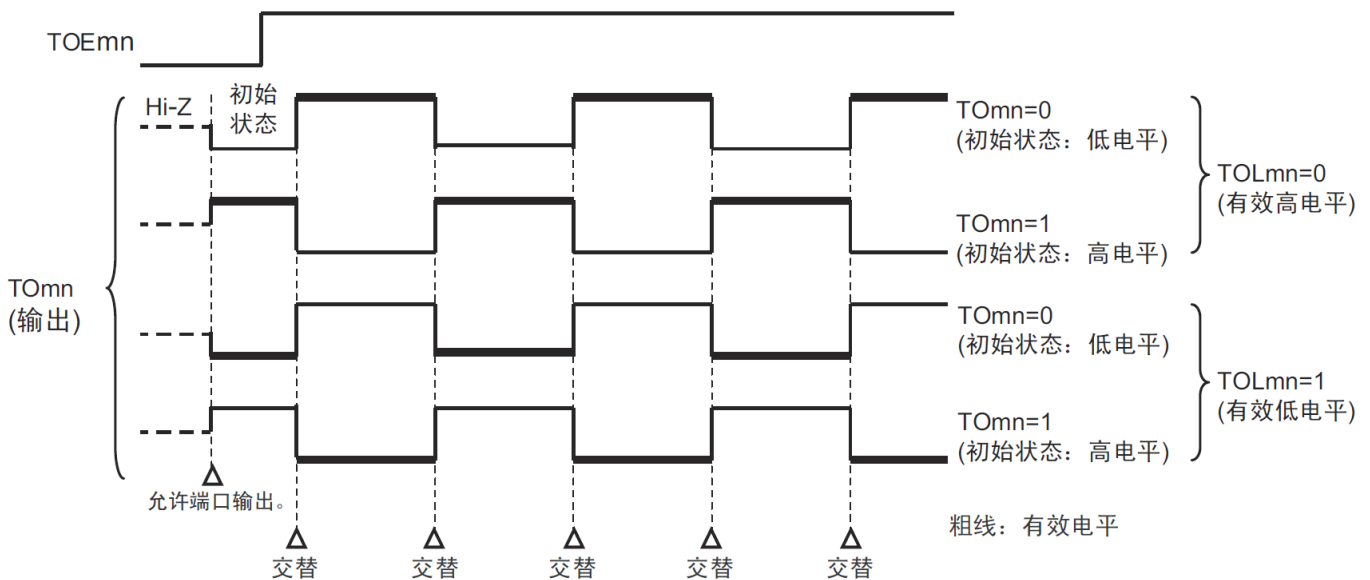 TOEmn
Hi-Z
初始
状态
TOmn=0
(初始状态：低电平)
TOLmn=0
(有效高电平)
TOmn=1
(初始状态：高电平)
TOmn
(输出)
TOmn=0
(初始状态：低电平)
TOLmn=1
(有效低电平)
TOmn=1
(初始状态：高电平)
允许端口输出。
粗线：有效电平
交替
交替
交替
交替
交替